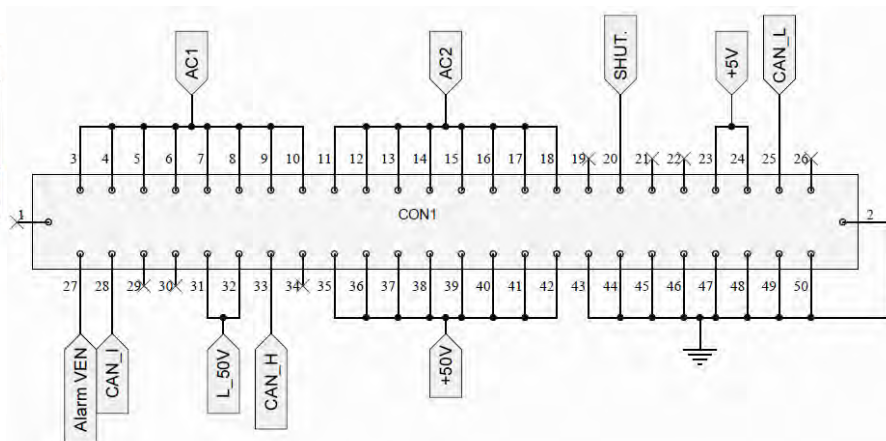 AC1
AC2
SHUT.
+5V
CAN_L
3 4 5 6 7 8 9 10 11 12 13 14 15 16 17 18 19 20 21 22 23 24 25 26
1 CON1 2
27 28 29 30 31 32 33 34 35 36 37 38 39 40 41 42 43 44 45 46 47 48 49 50
Alarm VEN
CAN_I
L_50V
CAN_H
+50V